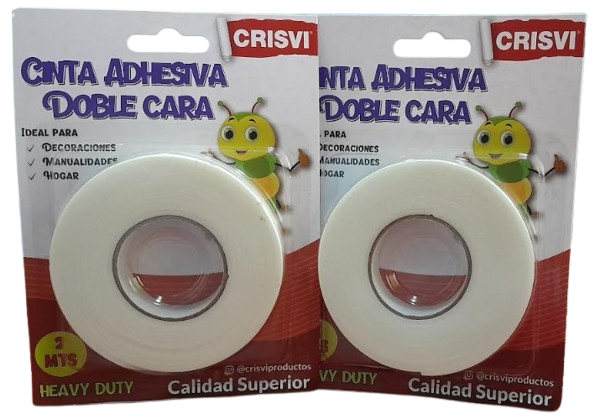 CRISVI
CINTA ADHESIVA
DOBLE CARA
IDEAL PARA
✓ DECORACIONES
✓ MANUALIDADES
✓ HOGAR
MTS
HEAVY DUTY
@crisviproductos
Calidad Superior
CRISVI
INTA ADHESIVA
DOBLE CARA
PARA
DECORACIONES
MANUALIDADES
HOGAR
HEAVY DUTY
@crisviproductos
Calidad Superior